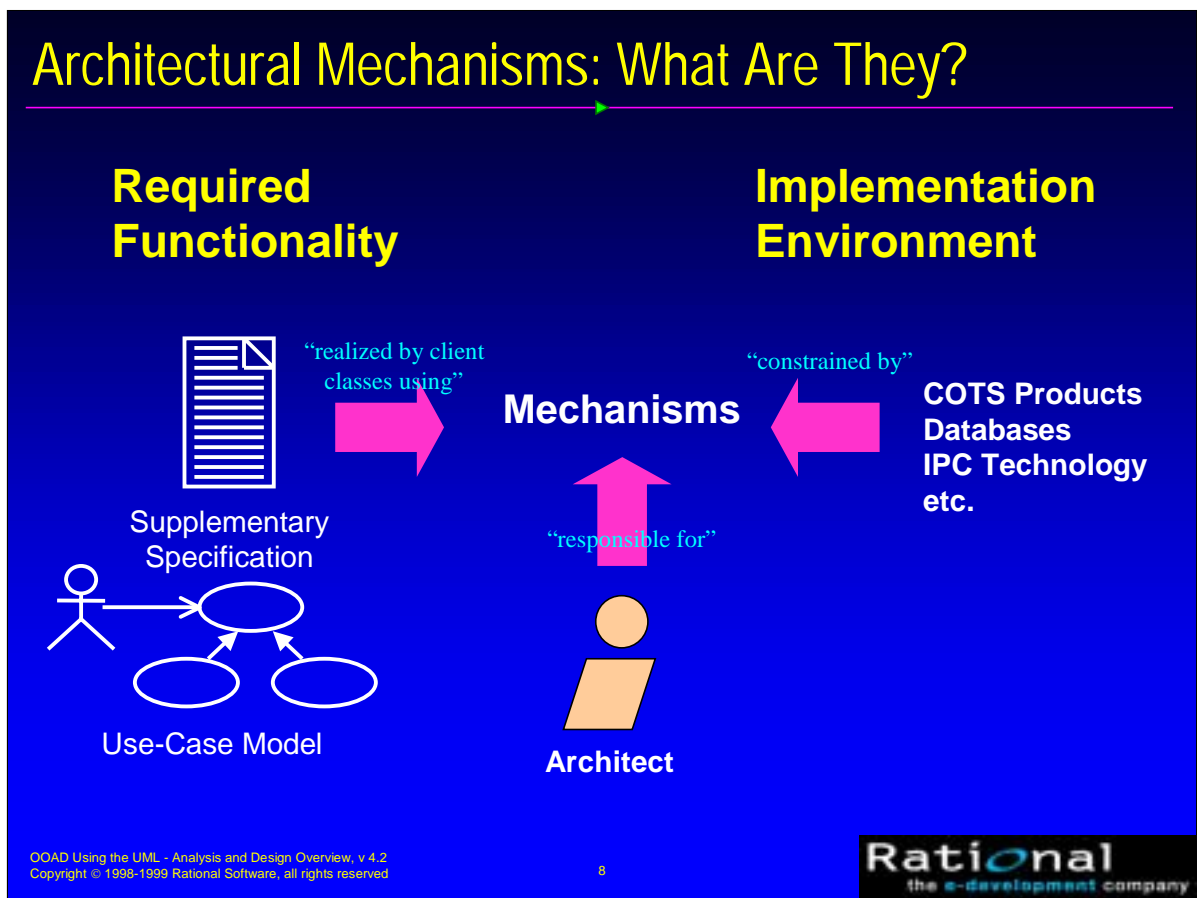 Architectural Mechanisms: What Are They?
Required
Functionality
Implementation
Environment
“realized by client
classes using”
“constrained by”
Mechanisms
COTS Products
Databases
IPC Technology
etc.
Supplementary
Specification
“responsible for”
Use-Case Model
Architect
OOAD Using the UML - Analysis and Design Overview, v 4.2
Copyright © 1998-1999 Rational Software, all rights reserved
8
Rational
the e-development company